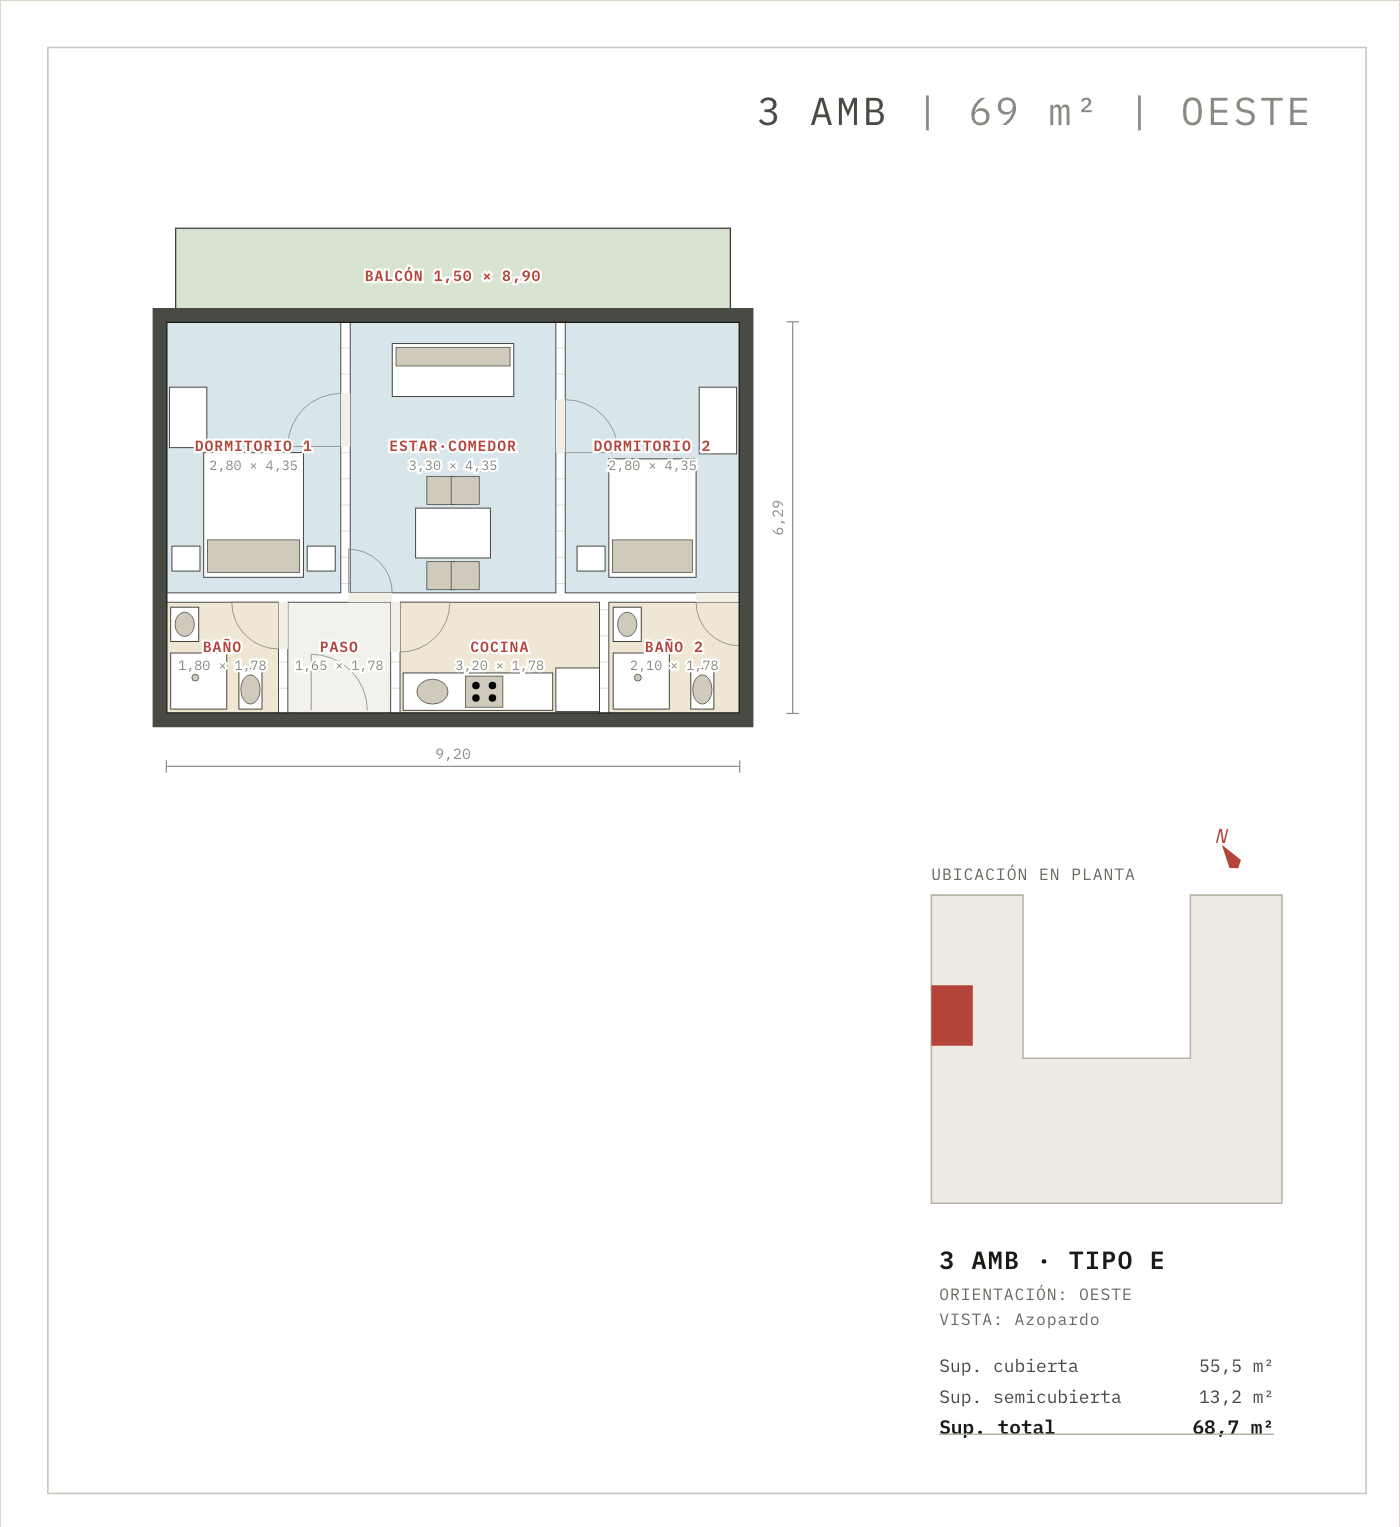 3 AMB | 69 m² | OESTE
BALCÓN 1,50 × 8,90
DORMITORIO 1
2,80 × 4,35
ESTAR·COMEDOR
3,30 × 4,35
DORMITORIO 2
2,80 × 4,35
6,29
BAÑO
1,80 × 1,78
PASO
1,65 × 1,78
COCINA
3,20 × 1,78
BAÑO 2
2,10 × 1,78
9,20
N
UBICACIÓN EN PLANTA
3 AMB · TIPO E
ORIENTACIÓN: OESTE
VISTA: Azopardo
Sup. cubierta 55,5 m²
Sup. semicubierta 13,2 m²
Sup. total 68,7 m²